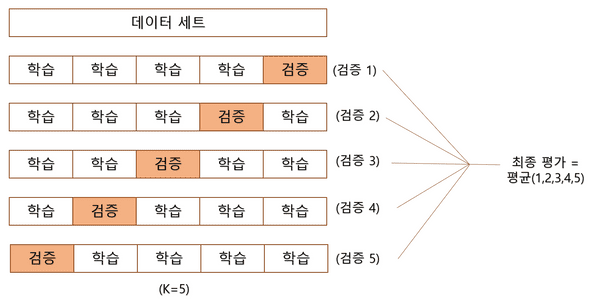 데이터 세트
학습 학습 학습 학습 검증 (검증 1)
학습 학습 학습 검증 학습 (검증 2)
학습 학습 검증 학습 학습 (검증 3)
학습 검증 학습 학습 학습 (검증 4)
검증 학습 학습 학습 학습 (검증 5)
(K=5)
최종 평가 =
평균(1,2,3,4,5)